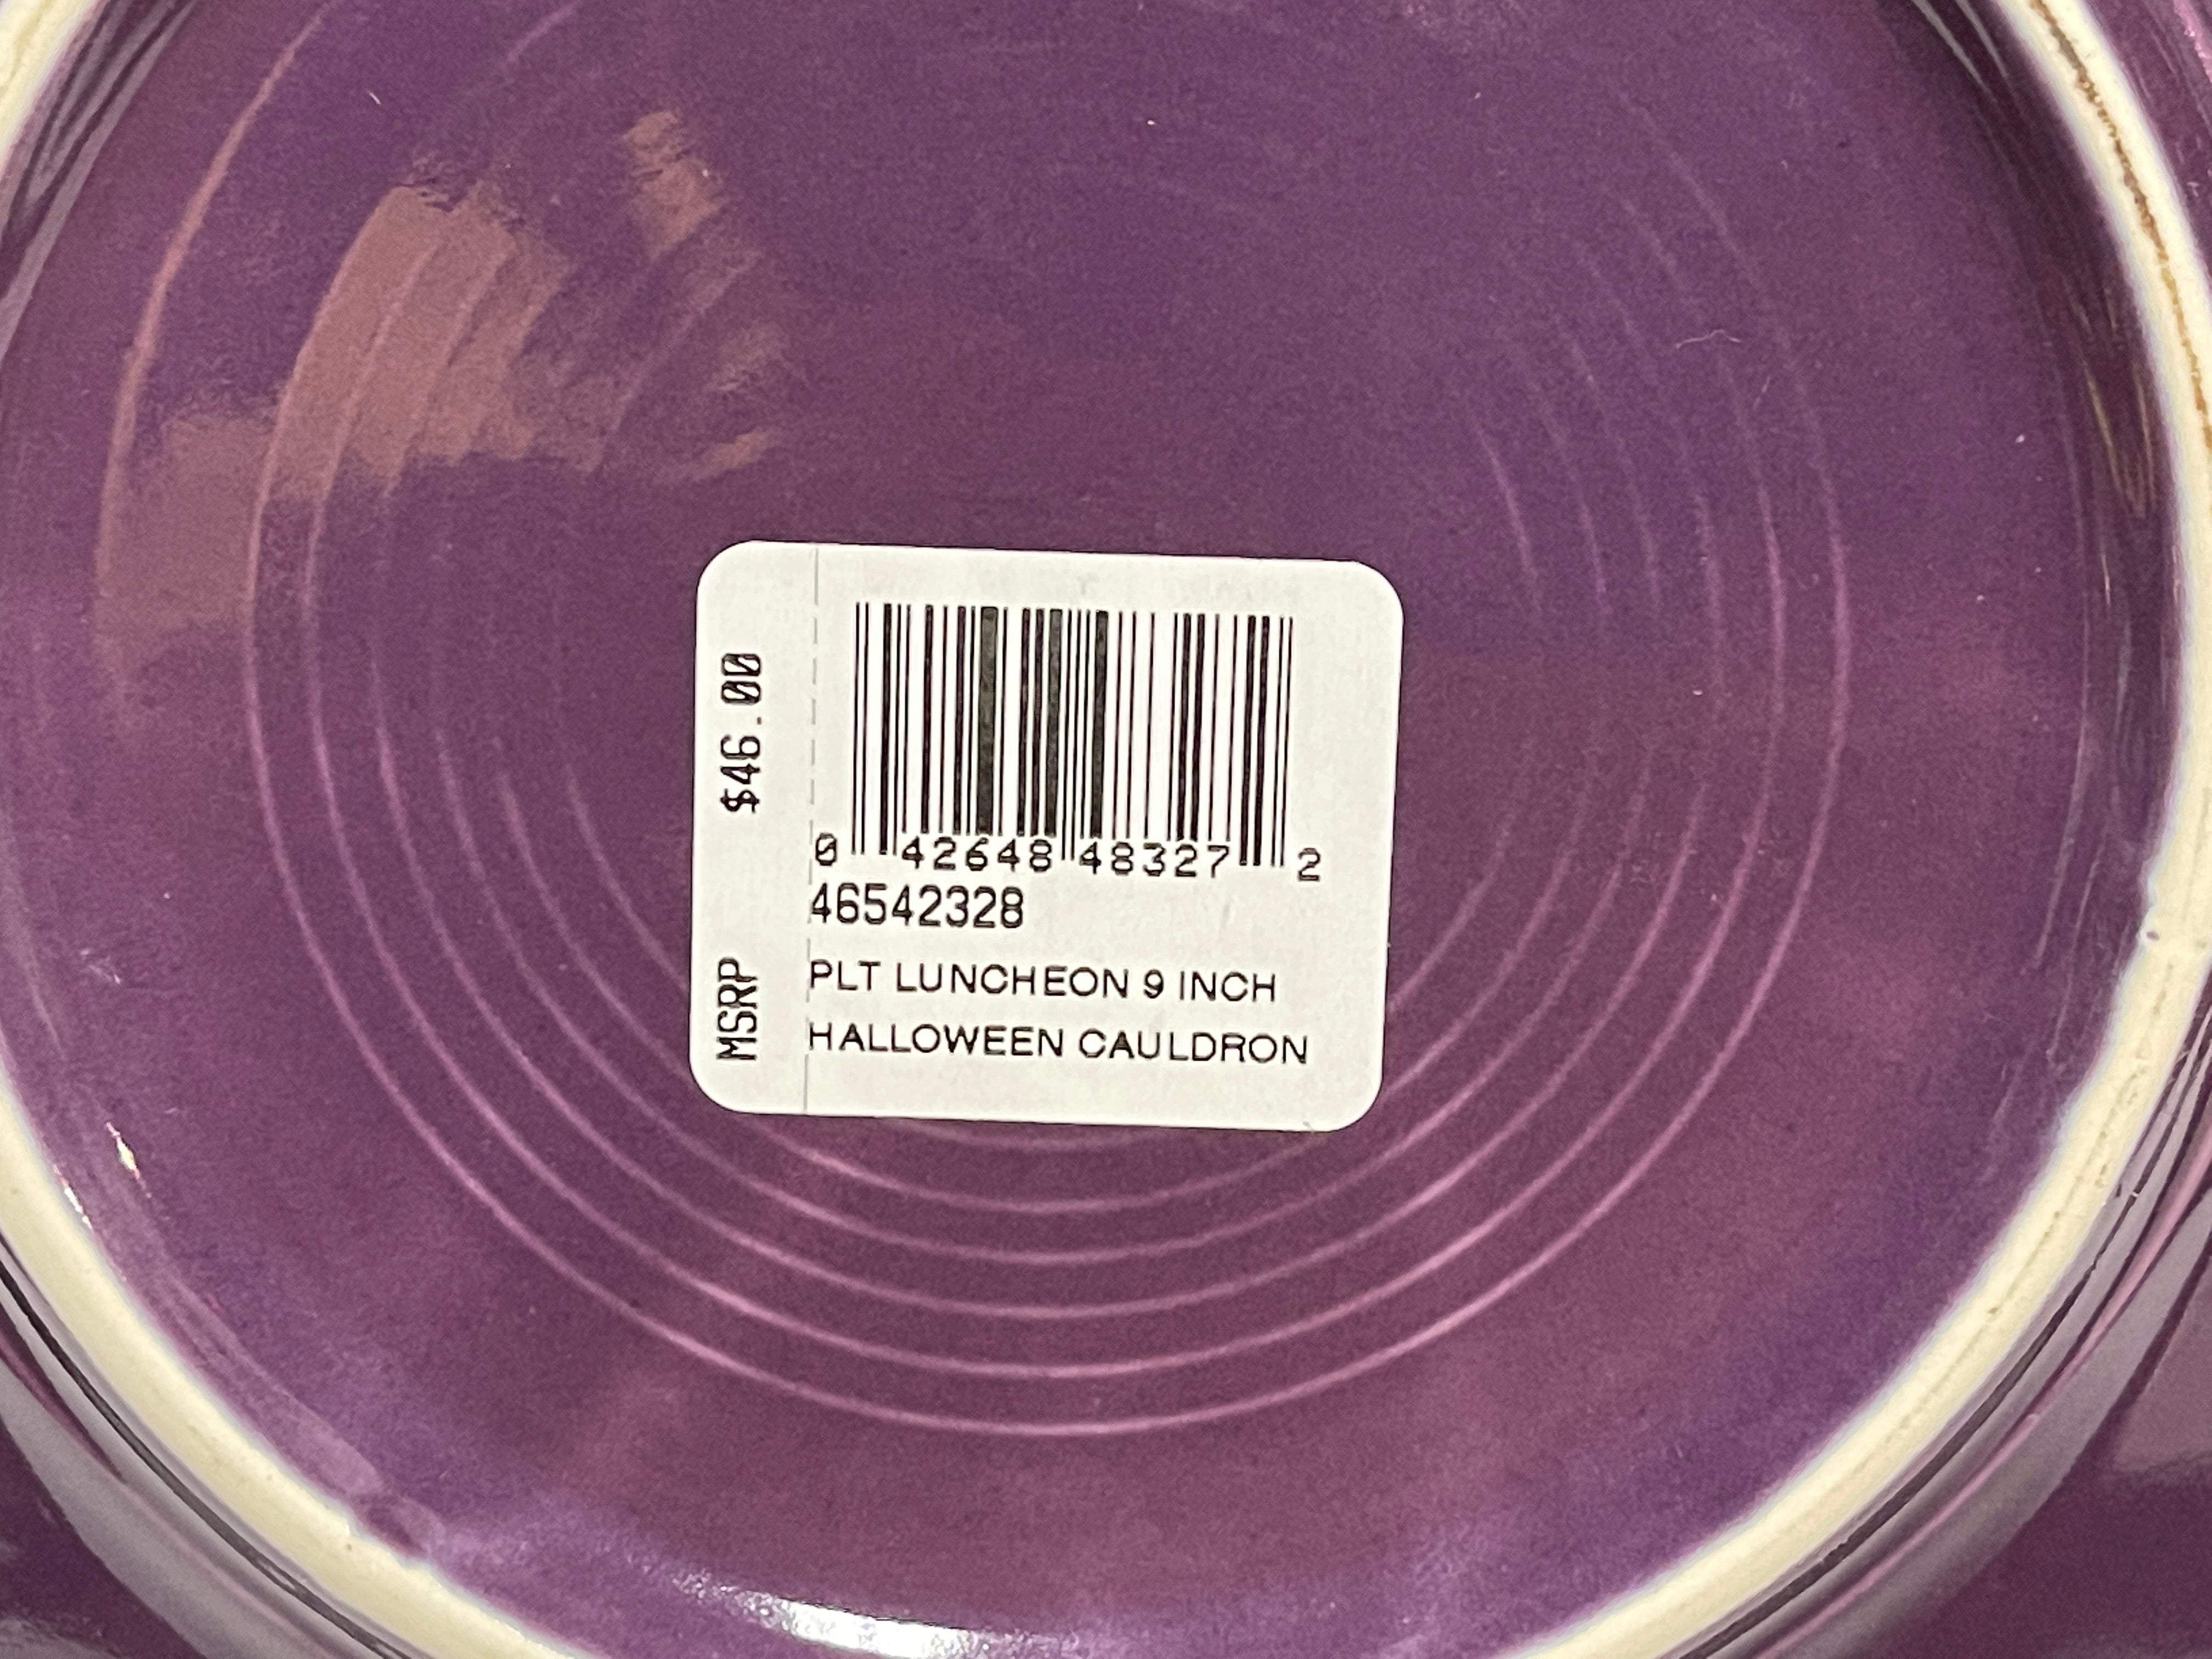 MSRP $46.00
0 42648 48327 2
46542328
PLT LUNCHEON 9 INCH
HALLOWEEN CAULDRON